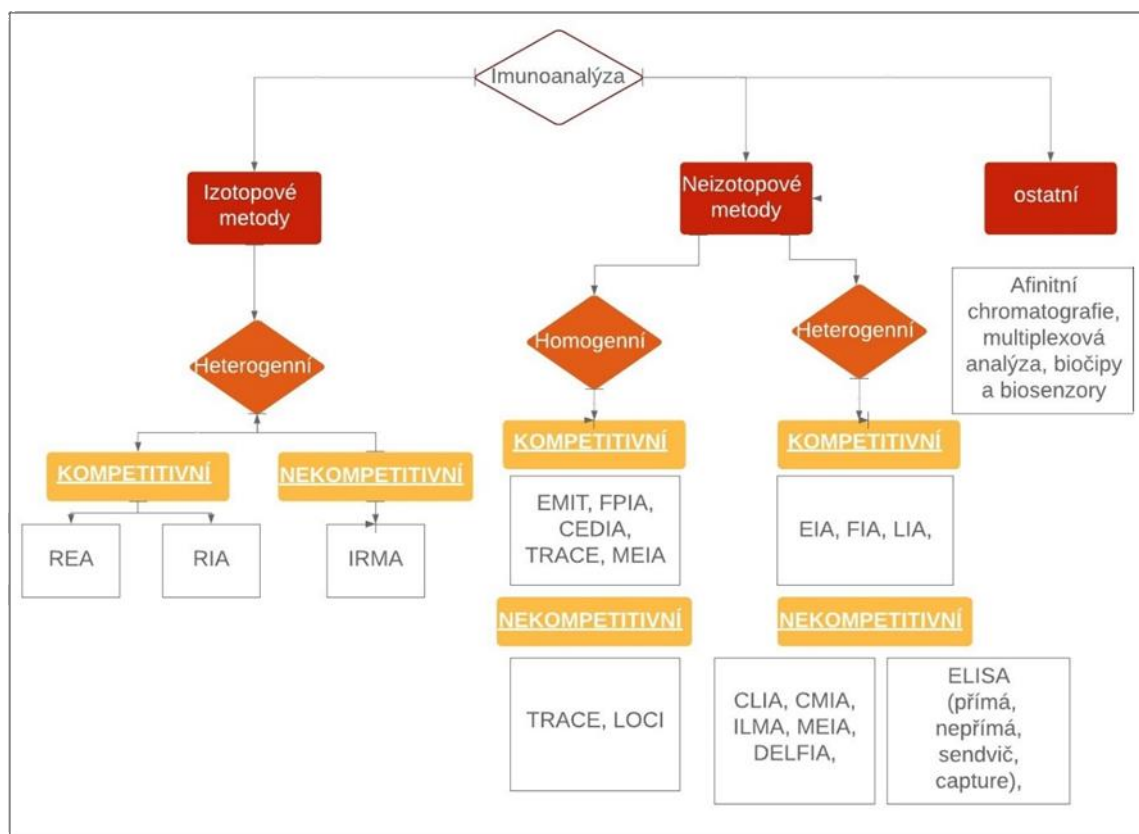 Imunoanalýza
Izotopové
metody
Neizotopové
metody
ostatní
Heterogenní
Homogenní
Heterogenní
Afinitní
chromatografie,
multiplexová
analýza, biočipy
a biosenzory
KOMPETITIVNÍ
NEKOMPETITIVNÍ
REA
RIA
IRMA
KOMPETITIVNÍ
EMIT, FPIA,
CEDIA,
TRACE, MEIA
NEKOMPETITIVNÍ
TRACE, LOCI
KOMPETITIVNÍ
EIA, FIA, LIA,
NEKOMPETITIVNÍ
CLIA, CMIA,
ILMA, MEIA,
DELFIA,
ELISA
(přímá,
nepřímá,
sendvič,
capture),